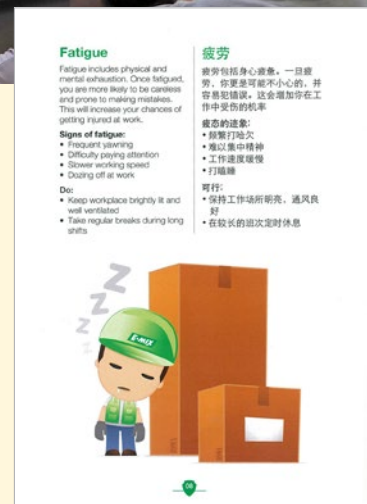 Fatigue
Fatigue includes physical and
mental exhaustion. Once fatigued,
you are more likely to be careless
and prone to making mistakes.
This will increase your chances of
getting injured at work.
Signs of fatigue:
• Frequent yawning
• Difficulty paying attention
• Slower working speed
• Dozing off at work
Do:
• Keep workplace brightly lit and
well ventilated
• Take regular breaks during long
shifts
疲劳
疲劳包括身心疲惫。一旦疲
劳，你更是可能不小心的，并
容易犯错误。这会增加你在工
作中受伤的机率
疲态的迹象：
• 频繁打哈欠
• 难以集中精神
• 工作速度缓慢
• 打瞌睡
可行：
• 保持工作场所明亮，通风良
好
• 在较长的班次定时休息
Z
Z
Z
Z
E-MIX
08